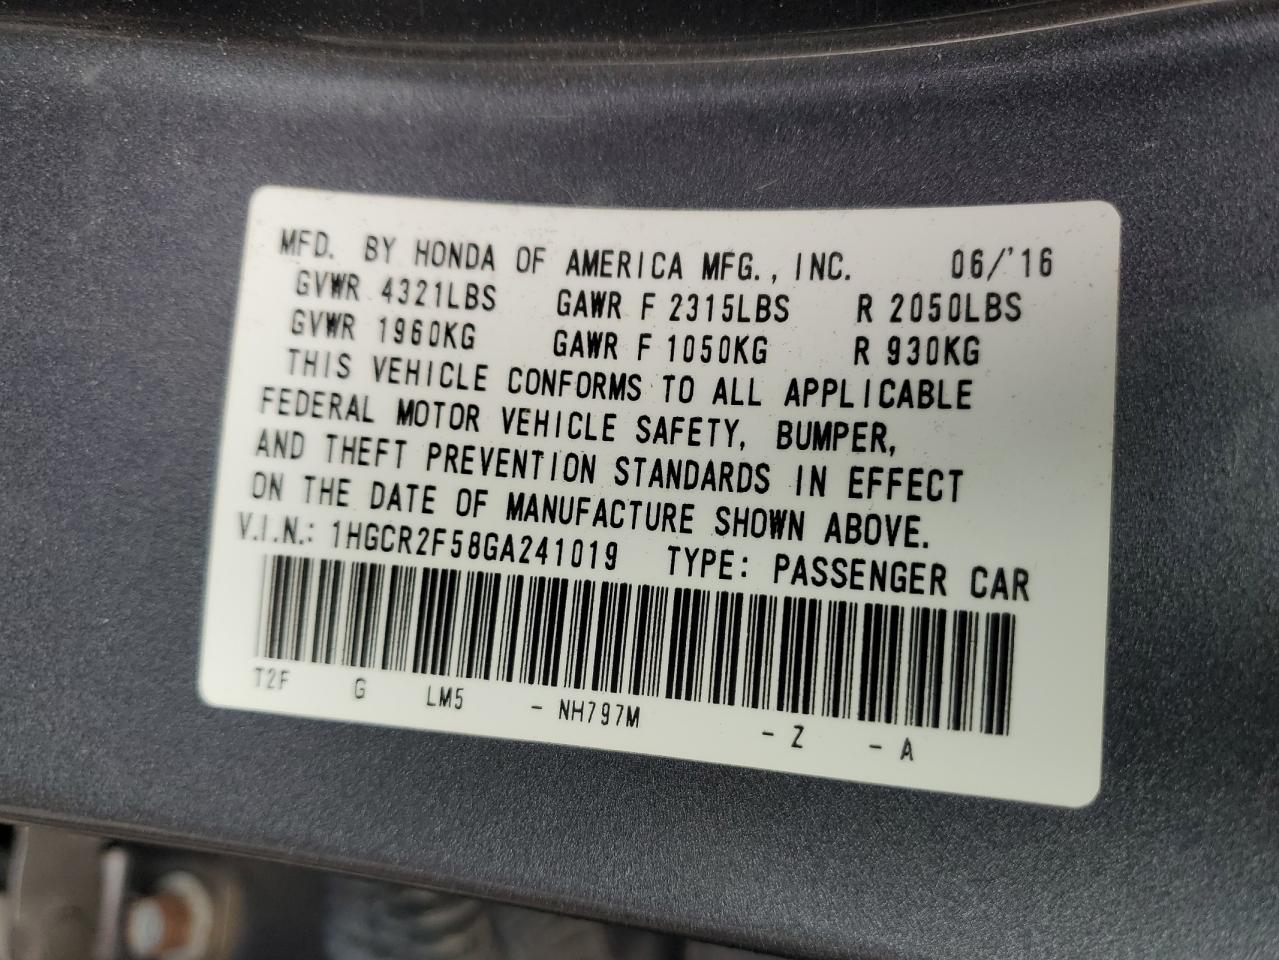 MFD. BY HONDA OF AMERICA MFG., INC. 06/'16
GVWR 4321LBS GAWR F 2315LBS R 2050LBS
GVWR 1960KG GAWR F 1050KG R 930KG
THIS VEHICLE CONFORMS TO ALL APPLICABLE
FEDERAL MOTOR VEHICLE SAFETY, BUMPER,
AND THEFT PREVENTION STANDARDS IN EFFECT
ON THE DATE OF MANUFACTURE SHOWN ABOVE.
V.I.N.: 1HGCR2F58GA241019 TYPE: PASSENGER CAR
T2F G LM5 - NH797M - Z - A